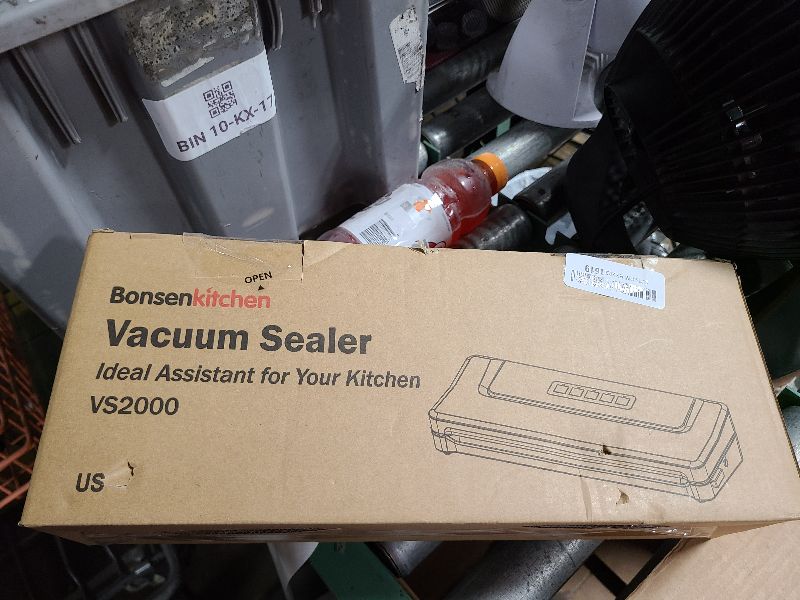 BIN 10-KX-17
OPEN
Bonsenkitchen
Vacuum Sealer
Ideal Assistant for Your Kitchen
VS2000
US